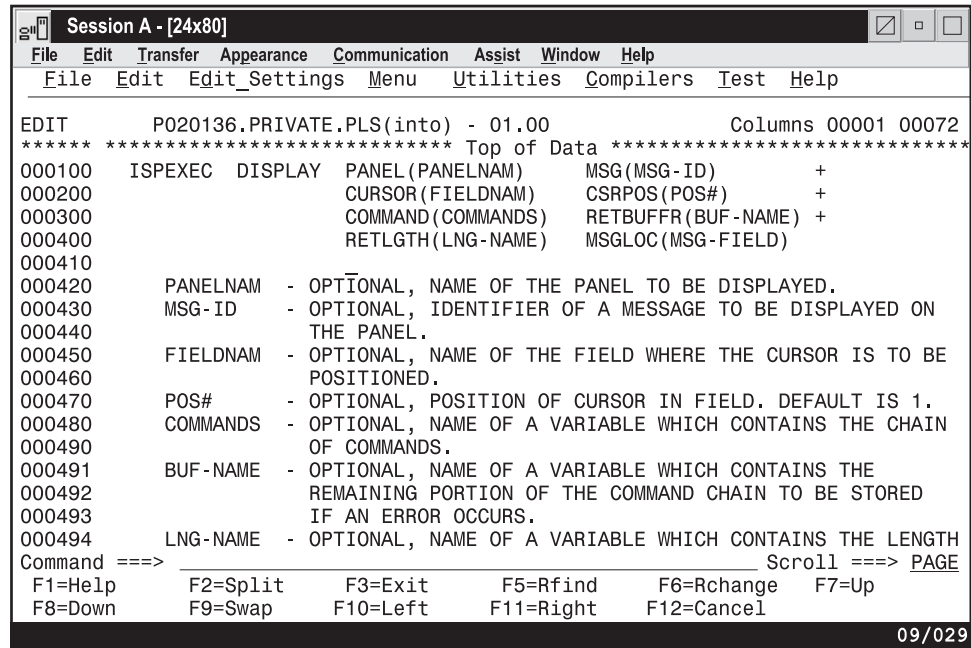 Session A - [24x80]
File Edit Transfer Appearance Communication Assist Window Help
File Edit Edit_Settings Menu Utilities Compilers Test Help
EDIT P020136.PRIVATE.PLS(into) - 01.00 Columns 00001 00072
****** **************************** Top of Data *****************************
000100 ISPEXEC DISPLAY PANEL(PANELNAM) MSG(MSG-ID) +
000200 CURSOR(FIELDNAM) CSRPOS(POS#) +
000300 COMMAND(COMMANDS) RETBUFFR(BUF-NAME) +
000400 RETLGTH(LNG-NAME) MSGLOC(MSG-FIELD)
000410
000420 PANELNAM - OPTIONAL, NAME OF THE PANEL TO BE DISPLAYED.
000430 MSG-ID - OPTIONAL, IDENTIFIER OF A MESSAGE TO BE DISPLAYED ON
000440 THE PANEL.
000450 FIELDNAM - OPTIONAL, NAME OF THE FIELD WHERE THE CURSOR IS TO BE
000460 POSITIONED.
000470 POS# - OPTIONAL, POSITION OF CURSOR IN FIELD. DEFAULT IS 1.
000480 COMMANDS - OPTIONAL, NAME OF A VARIABLE WHICH CONTAINS THE CHAIN
000490 OF COMMANDS.
000491 BUF-NAME - OPTIONAL, NAME OF A VARIABLE WHICH CONTAINS THE
000492 REMAINING PORTION OF THE COMMAND CHAIN TO BE STORED
000493 IF AN ERROR OCCURS.
000494 LNG-NAME - OPTIONAL, NAME OF A VARIABLE WHICH CONTAINS THE LENGTH
Command ===> Scroll ===> PAGE
F1=Help F2=Split F3=Exit F5=Rfind F6=Rchange F7=Up
F8=Down F9=Swap F10=Left F11=Right F12=Cancel
09/029